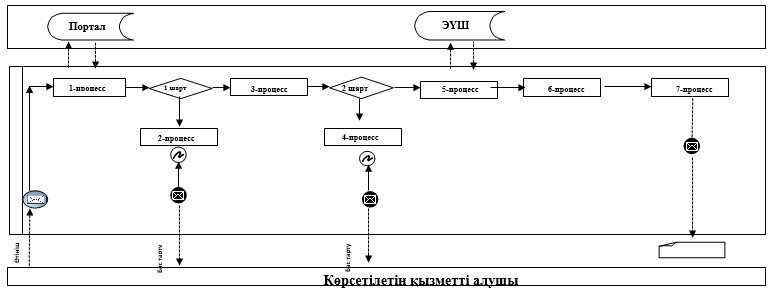 Портал
ЭҮШ
1-процесс
1 шарт
3-процесс
2 шарт
5-процесс
6-процесс
7-процесс
2-процесс
4-процесс
Өтініш
Бас тарту
Бас тарту
Көрсетілетін қызметті алушы